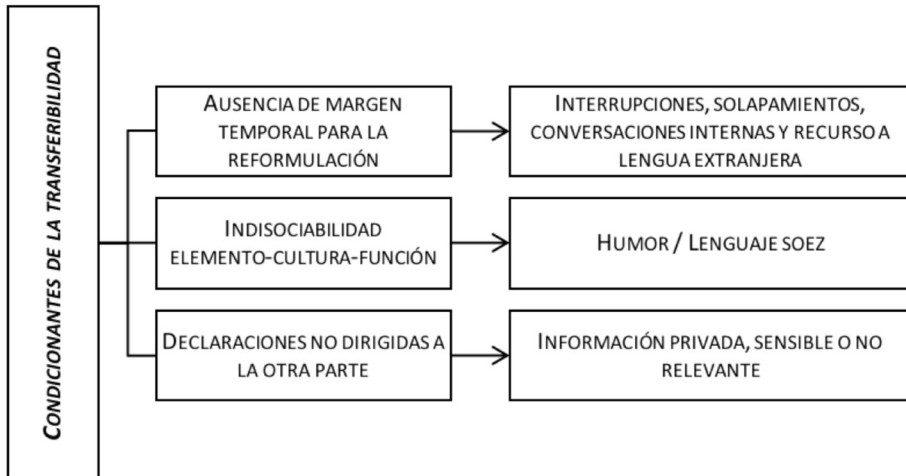 CONDICIONANTES DE LA TRANSFERIBILIDAD
AUSENCIA DE MARGEN
TEMPORAL PARA LA
REFORMULACIÓN
INTERRUPCIONES, SOLAPAMIENTOS,
CONVERSACIONES INTERNAS Y RECURSO A
LENGUA EXTRANJERA
INDISOCIABILIDAD
ELEMENTO-CULTURA-FUNCIÓN
HUMOR / LENGUAJE SOEZ
DECLARACIONES NO DIRIGIDAS A
LA OTRA PARTE
INFORMACIÓN PRIVADA, SENSIBLE O NO
RELEVANTE